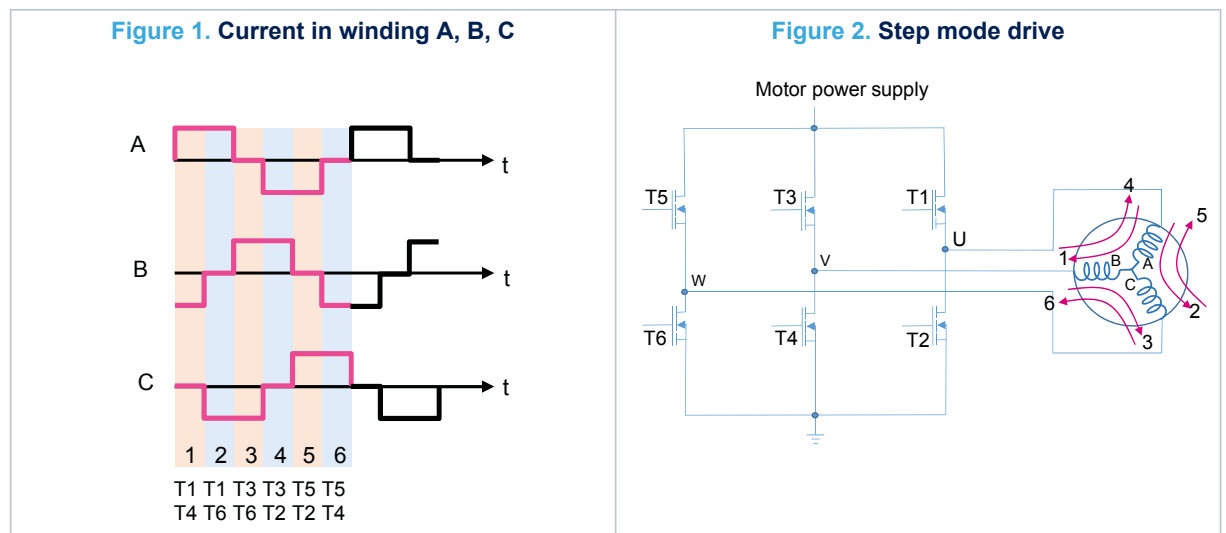 Figure 1. Current in winding A, B, C
A
t
B
t
C
t
1 2 3 4 5 6
T1 T1 T3 T3 T5 T5
T4 T6 T6 T2 T2 T4
Figure 2. Step mode drive
Motor power supply
T5 T3 T1
U
V
W
T6 T4 T2
4
5
1
B
A
C
6
2
3